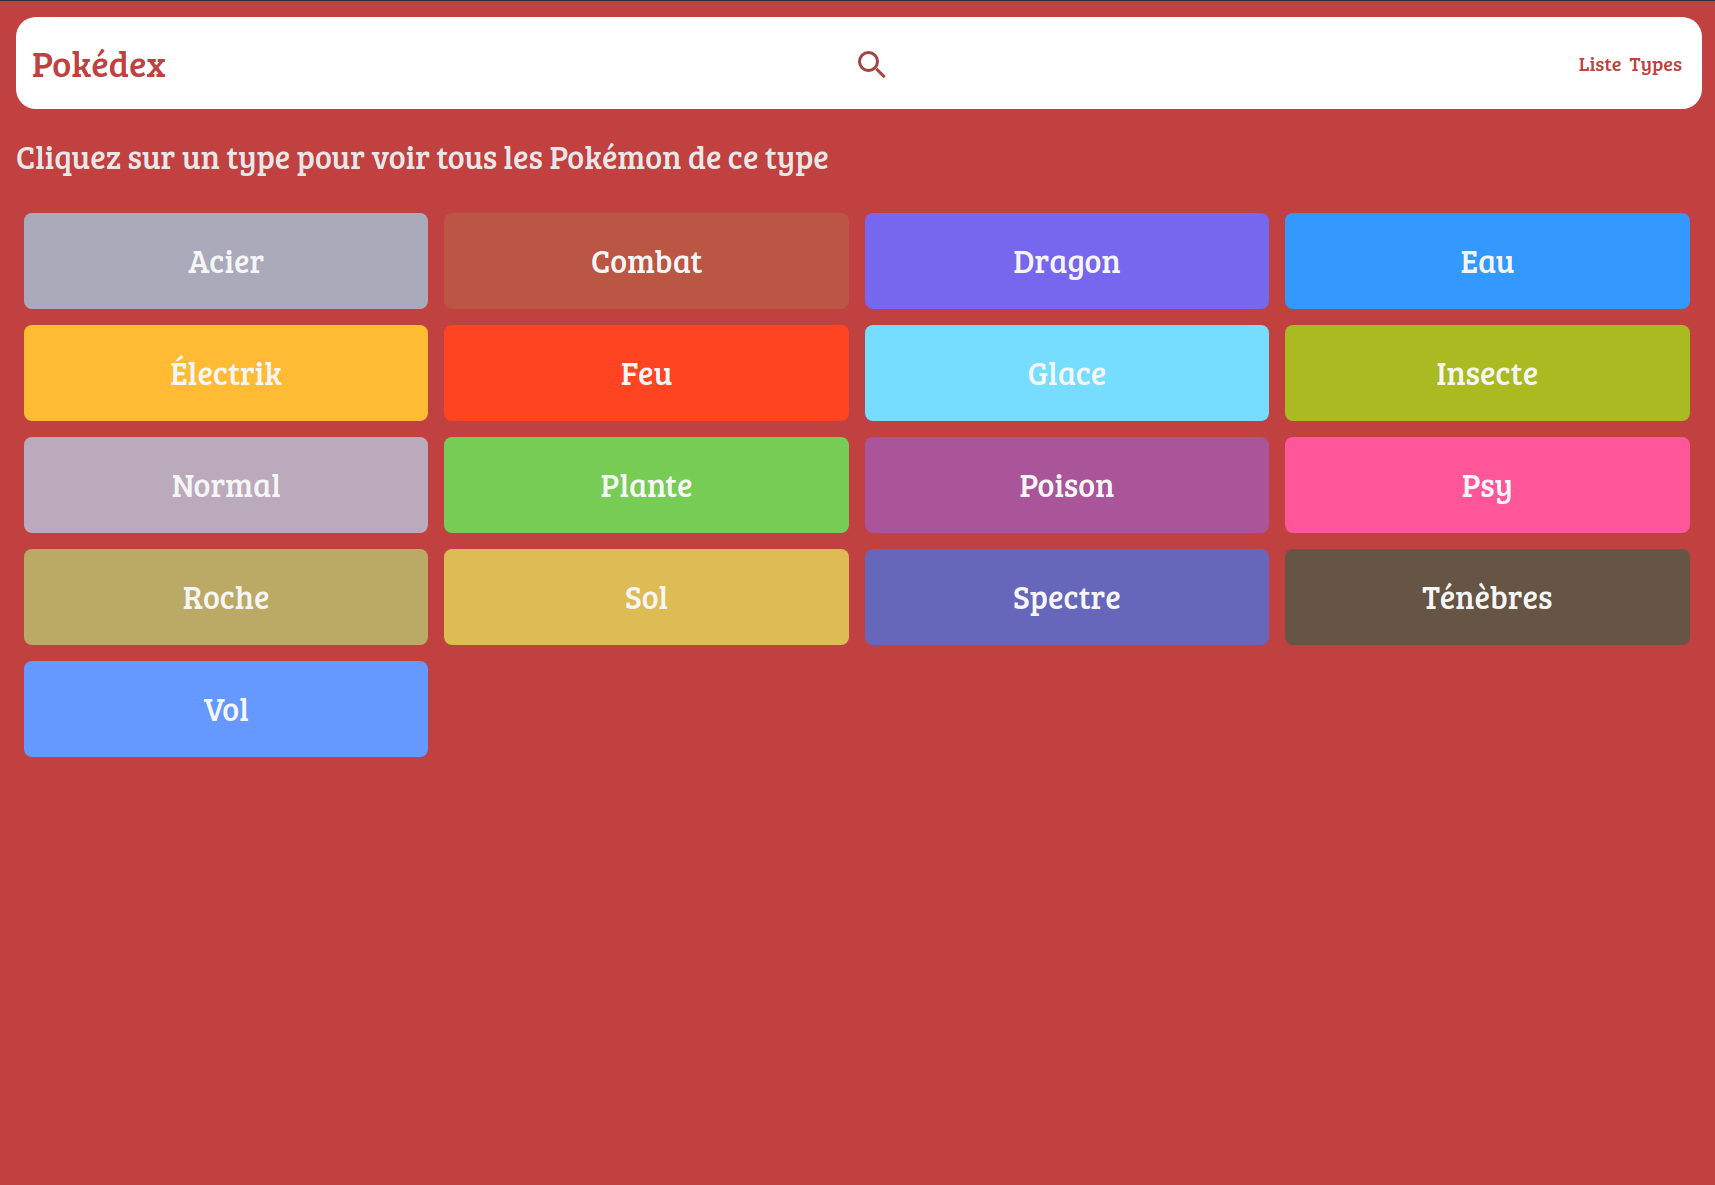 Pokédex
Liste Types
Cliquez sur un type pour voir tous les Pokémon de ce type
Acier
Combat
Dragon
Eau
Électrik
Feu
Glace
Insecte
Normal
Plante
Poison
Psy
Roche
Sol
Spectre
Ténèbres
Vol